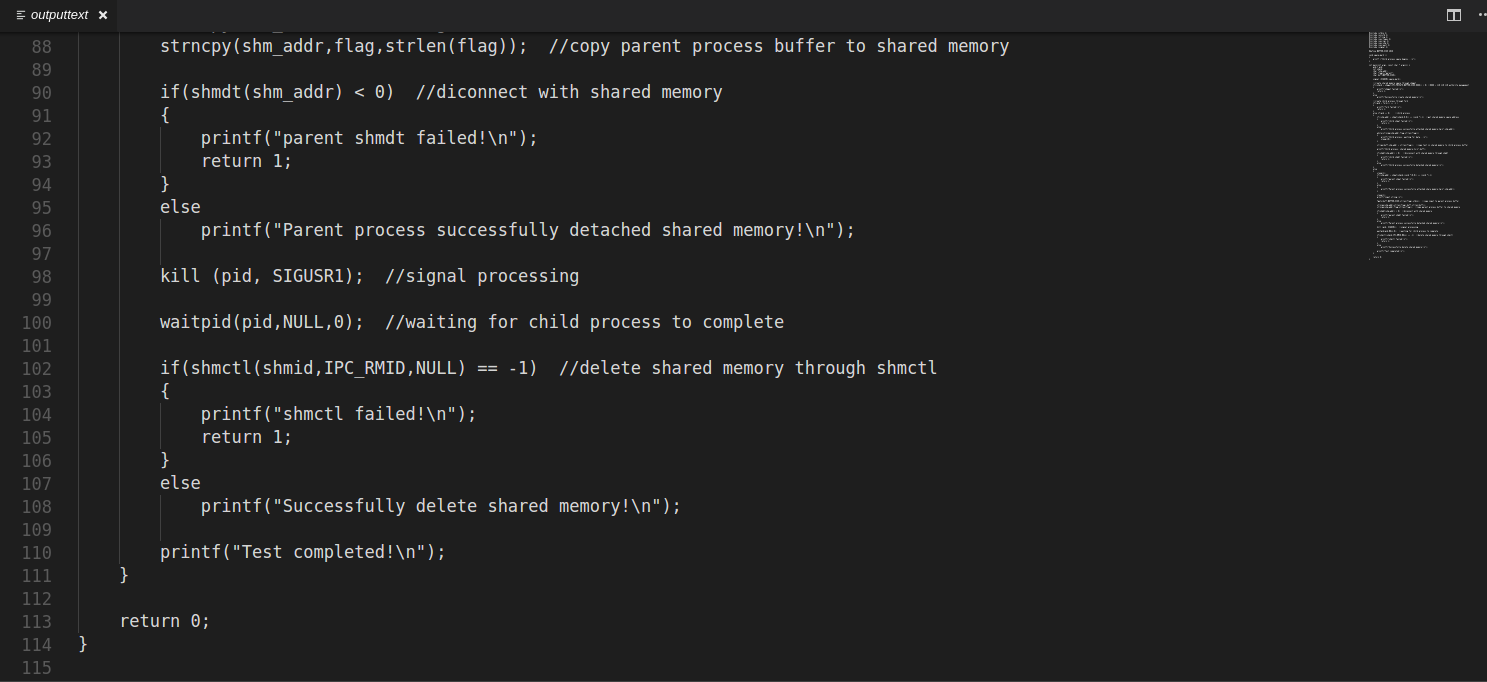 outputtext
88 strncpy(shm_addr,flag,strlen(flag));  //copy parent process buffer to shared memory
89
90 if(shmdt(shm_addr) < 0)  //diconnect with shared memory
91 {
92 printf("parent shmdt failed!\n");
93 return 1;
94 }
95 else
96 printf("Parent process successfully detached shared memory!\n");
97
98 kill (pid, SIGUSR1);  //signal processing
99
100 waitpid(pid,NULL,0);  //waiting for child process to complete
101
102 if(shmctl(shmid,IPC_RMID,NULL) == -1)  //delete shared memory through shmctl
103 {
104 printf("shmctl failed!\n");
105 return 1;
106 }
107 else
108 printf("Successfully delete shared memory!\n");
109
110 printf("Test completed!\n");
111 }
112
113 return 0;
114 }
115